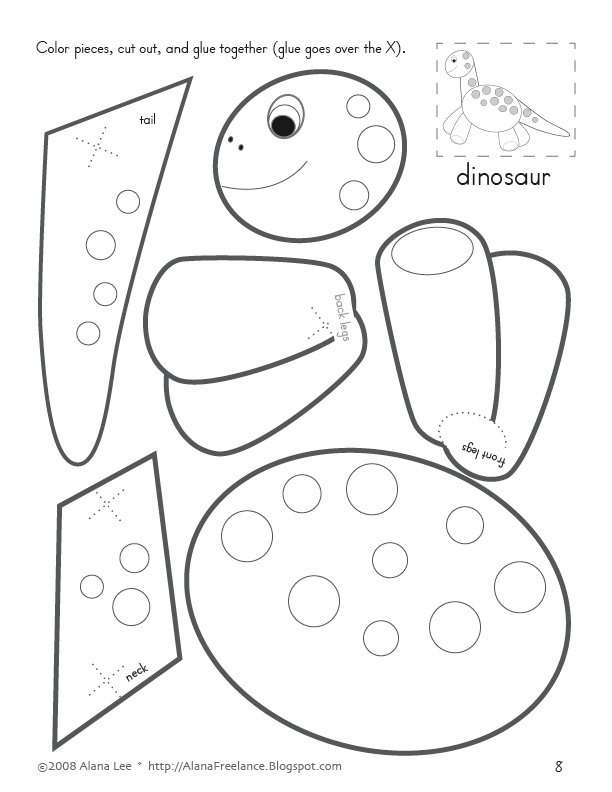 Color pieces, cut out, and glue together (glue goes over the X).
tail
dinosaur
back legs
front legs
neck
©2008 Alana Lee * http://AlanaFreelance.Blogspot.com
8